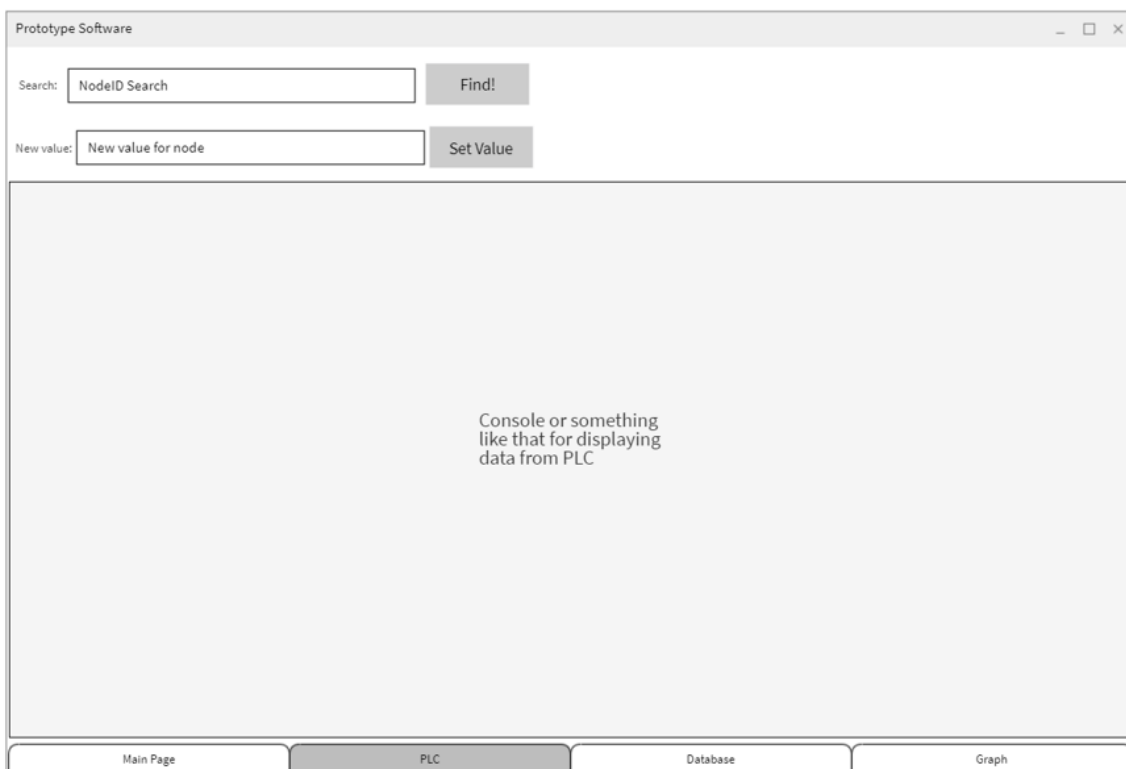 Prototype Software
Search: NodeID Search Find!
New value: New value for node Set Value
Console or something
like that for displaying
data from PLC
Main Page PLC Database Graph